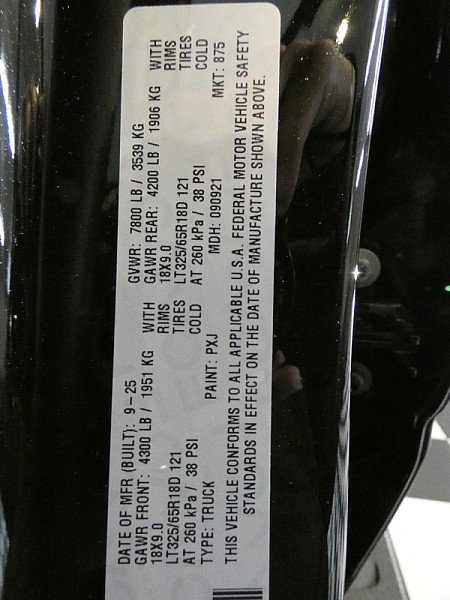 DATE OF MFR (BUILT): 9-25 GVWR: 7800 LB / 3539 KG
GAWR FRONT: 4300 LB / 1951 KG WITH GAWR REAR: 4200 LB / 1906 KG WITH
18X9.0 RIMS 18X9.0 RIMS
LT325/65R18D 121 TIRES LT325/65R18D 121 TIRES
AT 260 kPa / 38 PSI COLD AT 260 kPa / 38 PSI COLD
TYPE: TRUCK PAINT: PXJ MDH: 090921 MKT: 875
THIS VEHICLE CONFORMS TO ALL APPLICABLE U.S.A. FEDERAL MOTOR VEHICLE SAFETY
STANDARDS IN EFFECT ON THE DATE OF MANUFACTURE SHOWN ABOVE.